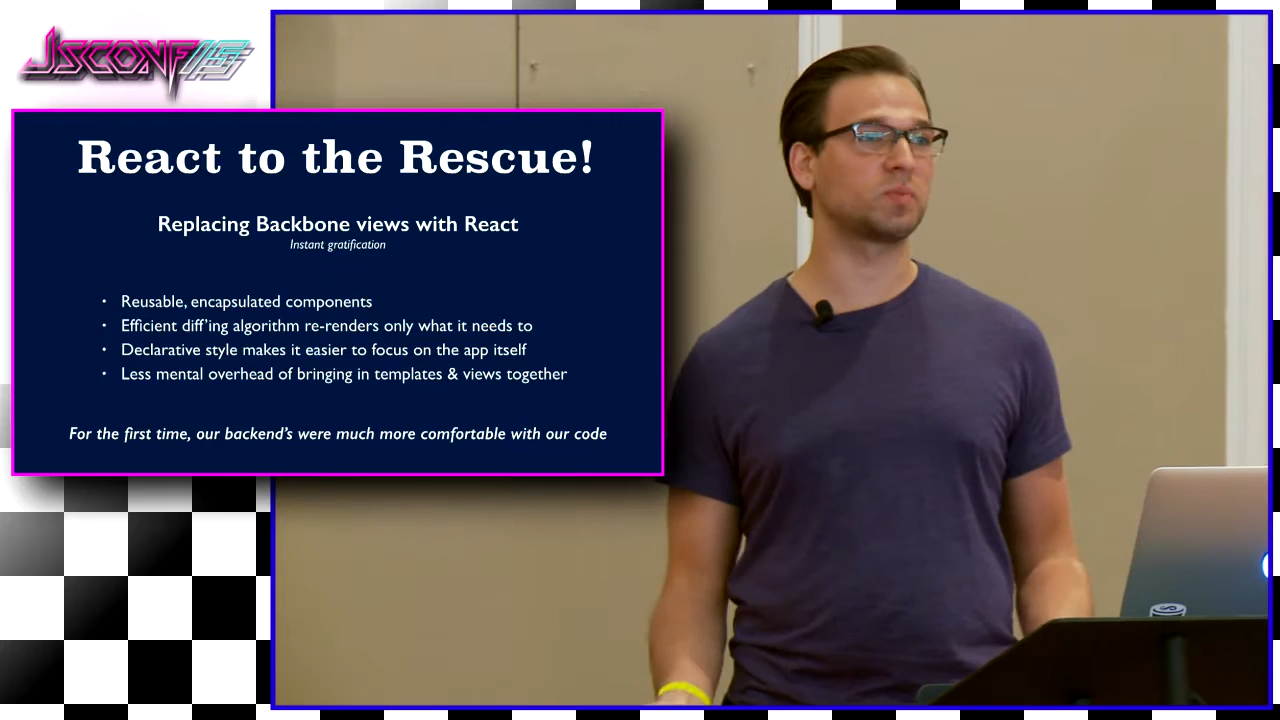 JSCONF15
React to the Rescue!
Replacing Backbone views with React
Instant gratification
• Reusable, encapsulated components
• Efficient diff'ing algorithm re-renders only what it needs to
• Declarative style makes it easier to focus on the app itself
• Less mental overhead of bringing in templates & views together
For the first time, our backend's were much more comfortable with our code